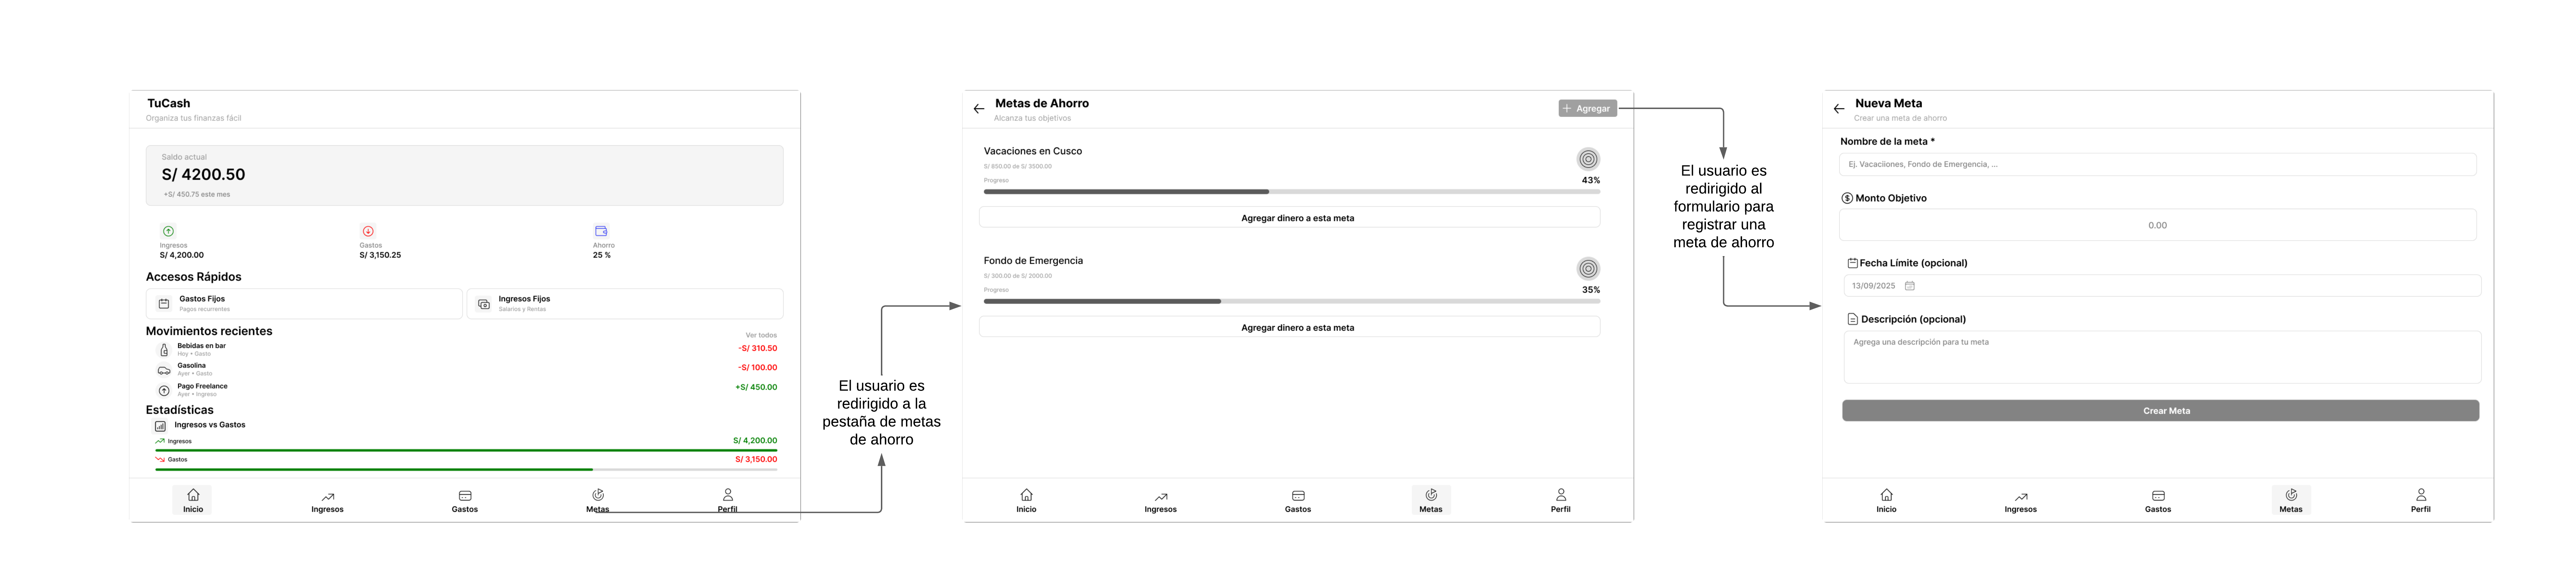 TuCash
Organiza tus finanzas fácil
Saldo actual
S/ 4200.50
+S/ 450.75 este mes
Ingresos
S/ 4,200.00
Gastos
S/ 3,150.25
Ahorro
25 %
Accesos Rápidos
Gastos Fijos
Pagos recurrentes
Ingresos Fijos
Salarios y Rentas
Movimientos recientes
Ver todos
Bebidas en bar
Hoy • Gasto
-S/ 310.50
Gasolina
Ayer • Gasto
-S/ 100.00
Pago Freelance
Ayer • Ingreso
+S/ 450.00
Estadísticas
Ingresos vs Gastos
Ingresos
S/ 4,200.00
Gastos
S/ 3,150.00
Inicio
Ingresos
Gastos
Metas
Perfil
El usuario es
redirigido a la
pestaña de metas
de ahorro
Metas de Ahorro
Alcanza tus objetivos
+ Agregar
Vacaciones en Cusco
S/ 850.00 de S/ 3500.00
Progreso
43%
Agregar dinero a esta meta
Fondo de Emergencia
S/ 300.00 de S/ 2000.00
Progreso
35%
Agregar dinero a esta meta
Inicio
Ingresos
Gastos
Metas
Perfil
El usuario es
redirigido al
formulario para
registrar una
meta de ahorro
Nueva Meta
Crear una meta de ahorro
Nombre de la meta *
Ej. Vacaciiones, Fondo de Emergencia, ...
Monto Objetivo
0.00
Fecha Límite (opcional)
13/09/2025
Descripción (opcional)
Agrega una descripción para tu meta
Crear Meta
Inicio
Ingresos
Gastos
Metas
Perfil